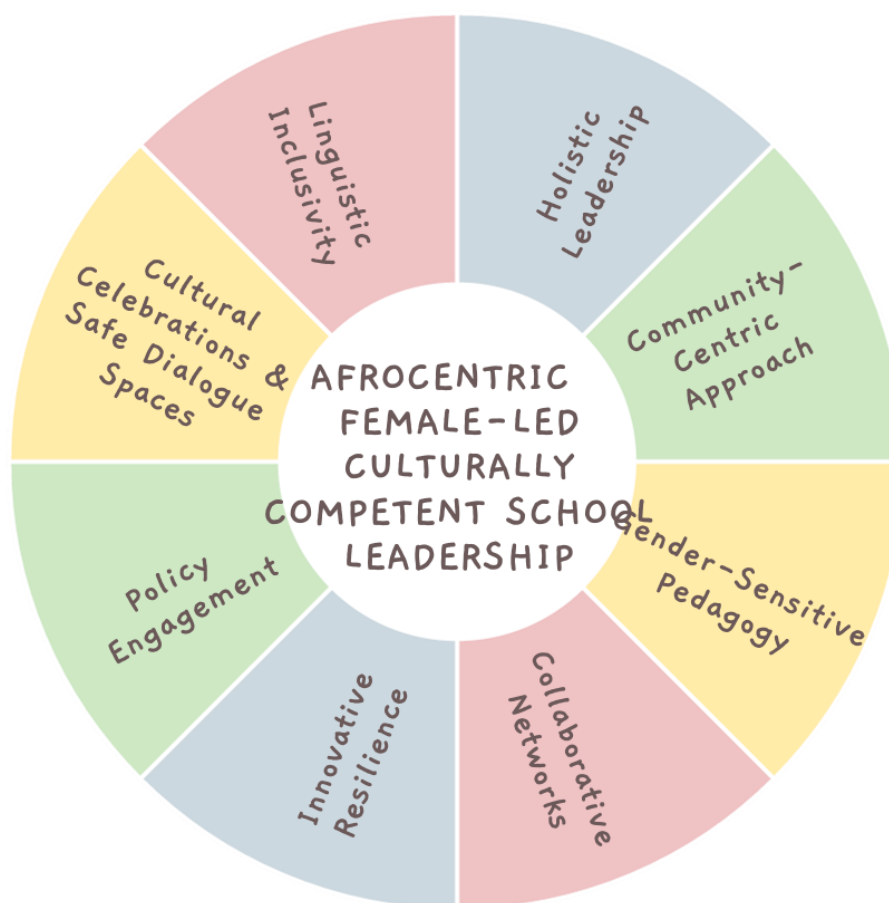 AFROCENTRIC
FEMALE-LED
CULTURALLY
COMPETENT SCHOOL
LEADERSHIP
Holistic
Leadership
Community-
Centric
Approach
Gender-Sensitive
Pedagogy
Collaborative
Networks
Innovative
Resilience
Policy
Engagement
Cultural
Celebrations &
Safe Dialogue
Spaces
Linguistic
Inclusivity